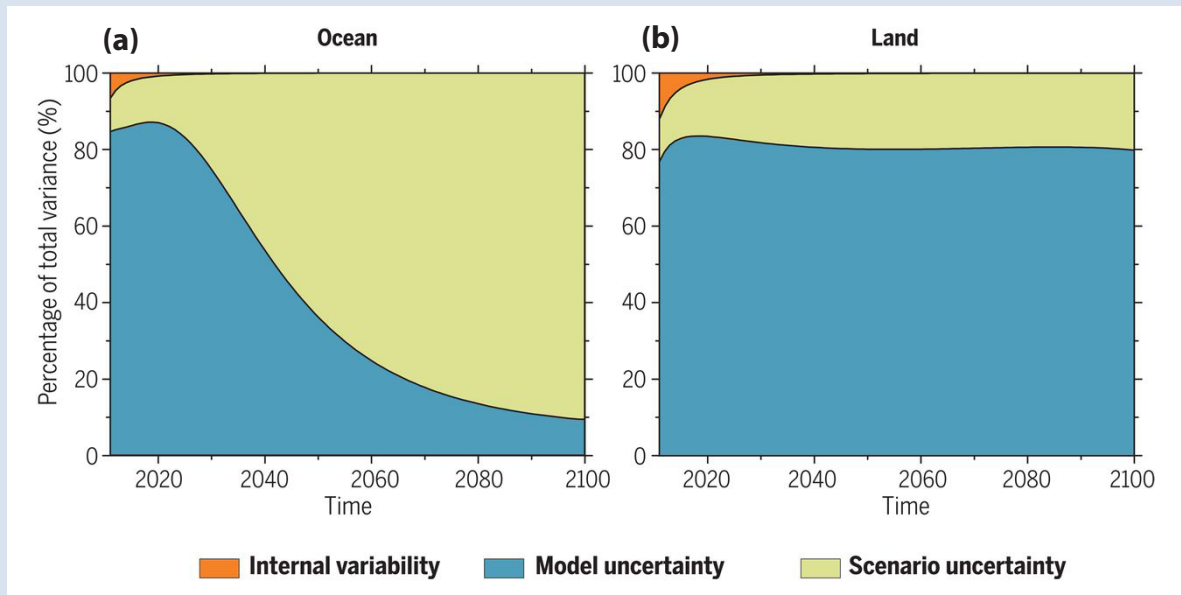 (a) Ocean
(b) Land
Percentage of total variance (%)
100
80
60
40
20
0
2020 2040 2060 2080 2100
Time
100
80
60
40
20
0
2020 2040 2060 2080 2100
Time
Internal variability Model uncertainty Scenario uncertainty